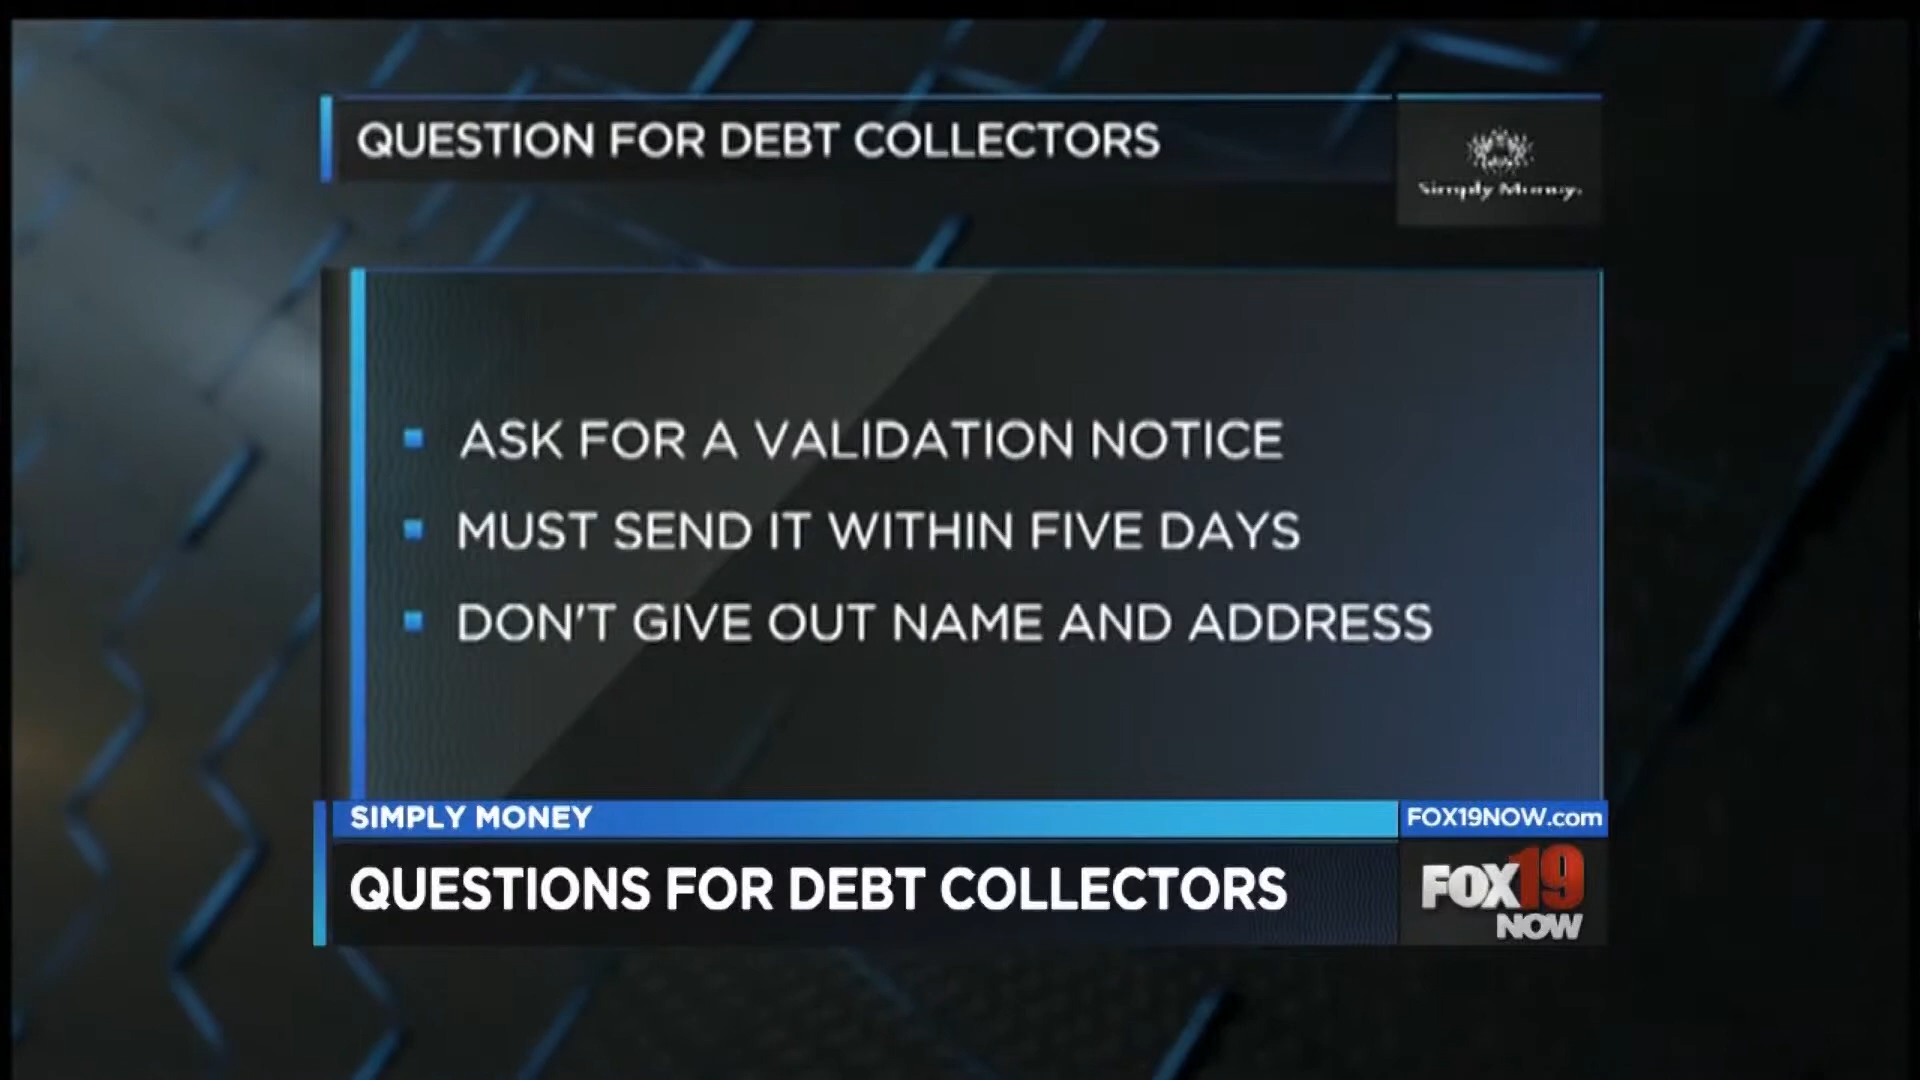 QUESTION FOR DEBT COLLECTORS
Simply Money.
ASK FOR A VALIDATION NOTICE
MUST SEND IT WITHIN FIVE DAYS
DON'T GIVE OUT NAME AND ADDRESS
SIMPLY MONEY
FOX19NOW.com
QUESTIONS FOR DEBT COLLECTORS
FOX19
NOW